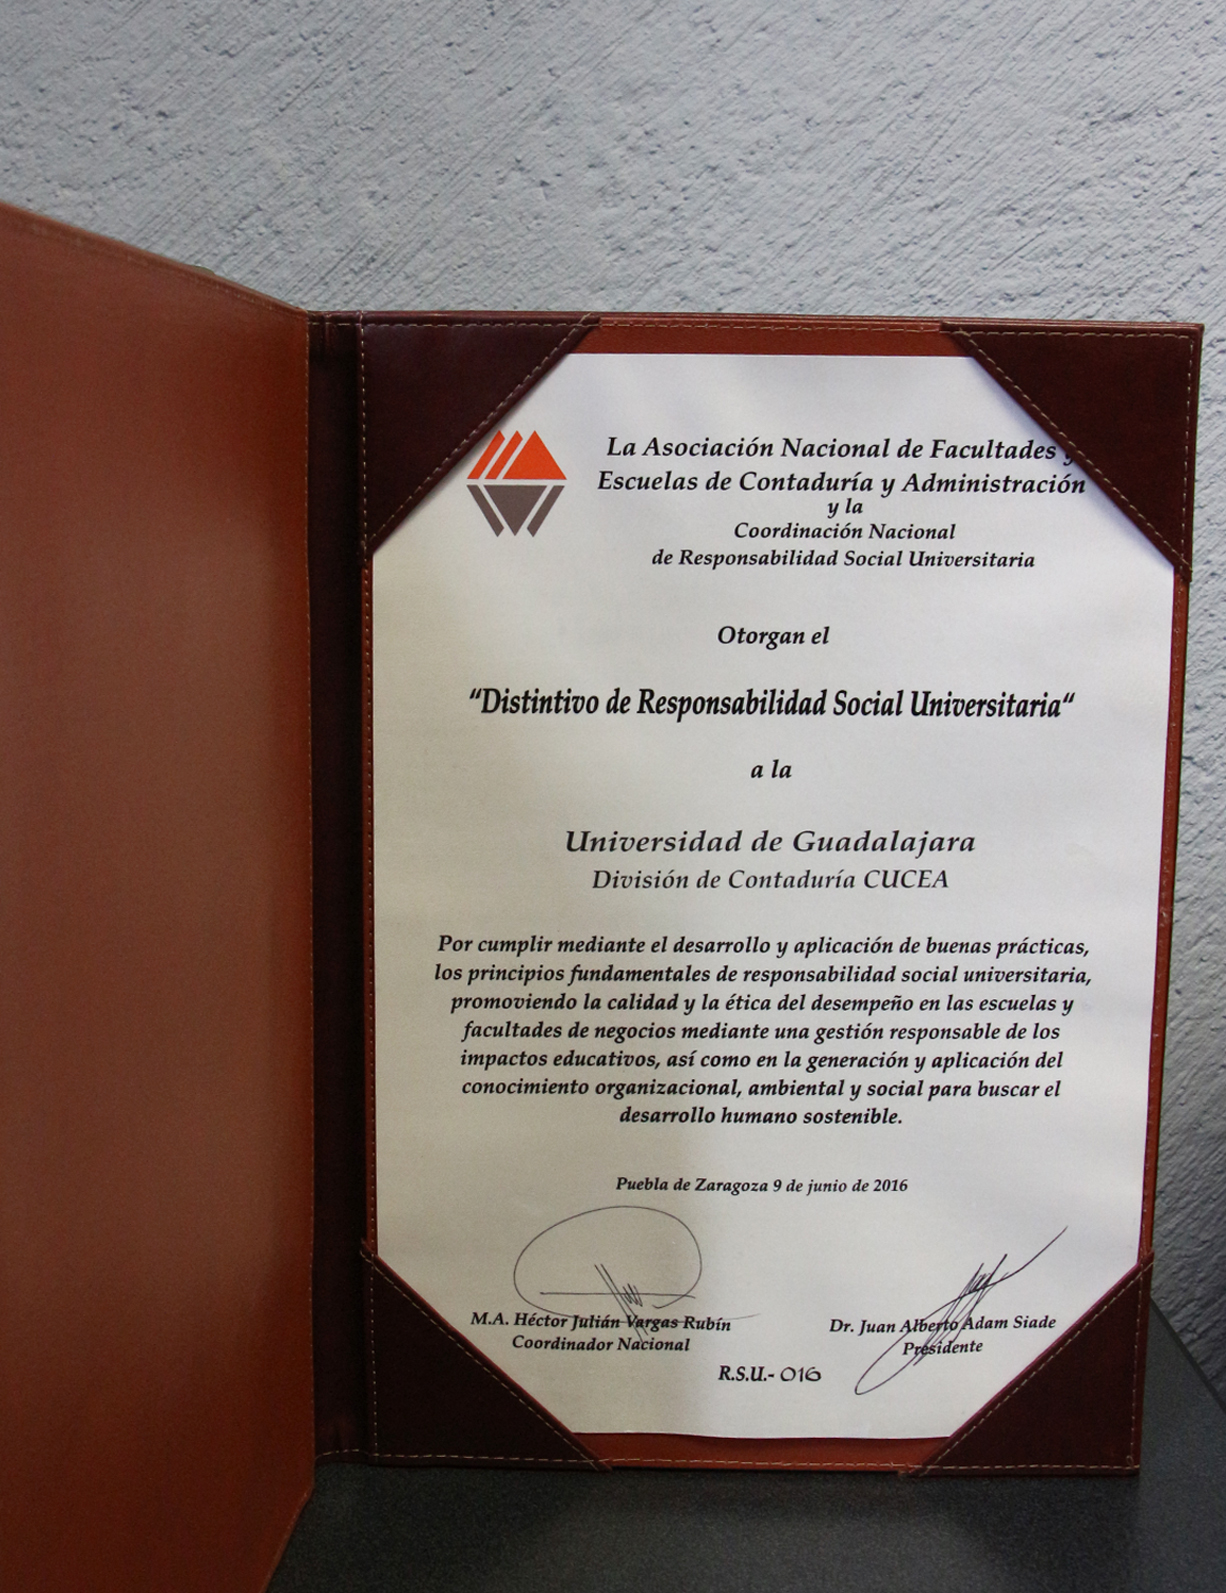 La Asociación Nacional de Facultades y
Escuelas de Contaduría y Administración
y la
Coordinación Nacional
de Responsabilidad Social Universitaria
Otorgan el
“Distintivo de Responsabilidad Social Universitaria“
a la
Universidad de Guadalajara
División de Contaduría CUCEA
Por cumplir mediante el desarrollo y aplicación de buenas prácticas,
los principios fundamentales de responsabilidad social universitaria,
promoviendo la calidad y la ética del desempeño en las escuelas y
facultades de negocios mediante una gestión responsable de los
impactos educativos, así como en la generación y aplicación del
conocimiento organizacional, ambiental y social para buscar el
desarrollo humano sostenible.
Puebla de Zaragoza 9 de junio de 2016
M.A. Héctor Julián Vargas Rubín
Coordinador Nacional
Dr. Juan Alberto Adam Siade
Presidente
R.S.U.- 016